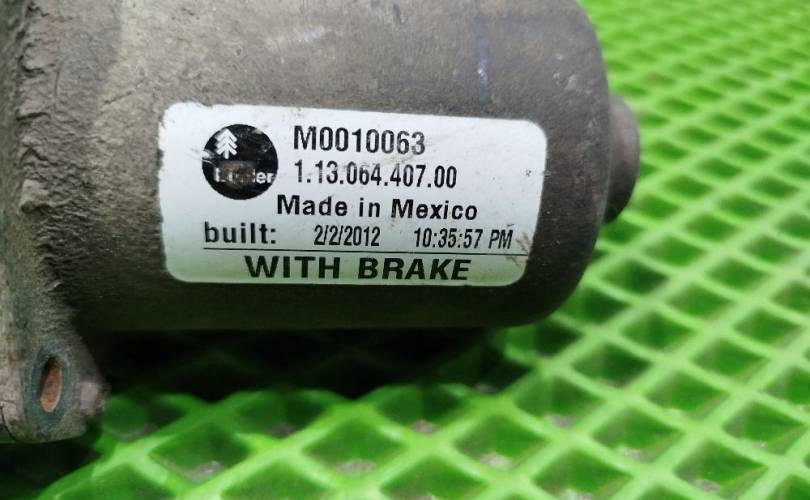 M0010063
1.13.064.407.00
Made in Mexico
built: 2/2/2012 10:35:57 PM
WITH BRAKE